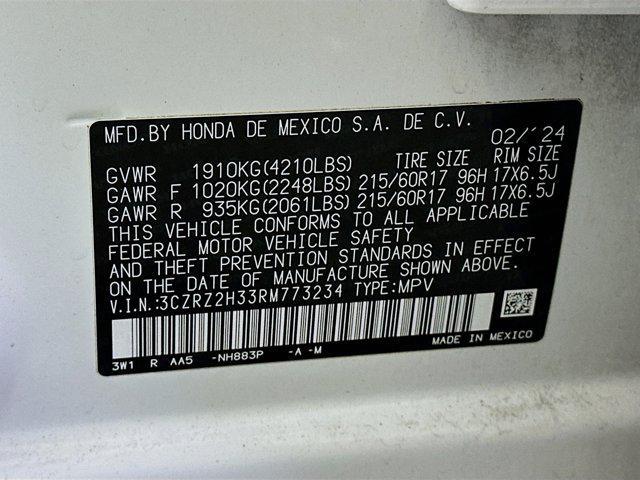 MFD.BY HONDA DE MEXICO S.A. DE C.V. 02/'24
TIRE SIZE RIM SIZE
GVWR 1910KG(4210LBS)
GAWR F 1020KG(2248LBS) 215/60R17 96H 17X6.5J
GAWR R 935KG(2061LBS) 215/60R17 96H 17X6.5J
THIS VEHICLE CONFORMS TO ALL APPLICABLE
FEDERAL MOTOR VEHICLE SAFETY
AND THEFT PREVENTION STANDARDS IN EFFECT
ON THE DATE OF MANUFACTURE SHOWN ABOVE.
V.I.N.:3CZRZ2H33RM773234 TYPE:MPV
3W1 R AA5 -NH883P -A -M MADE IN MEXICO